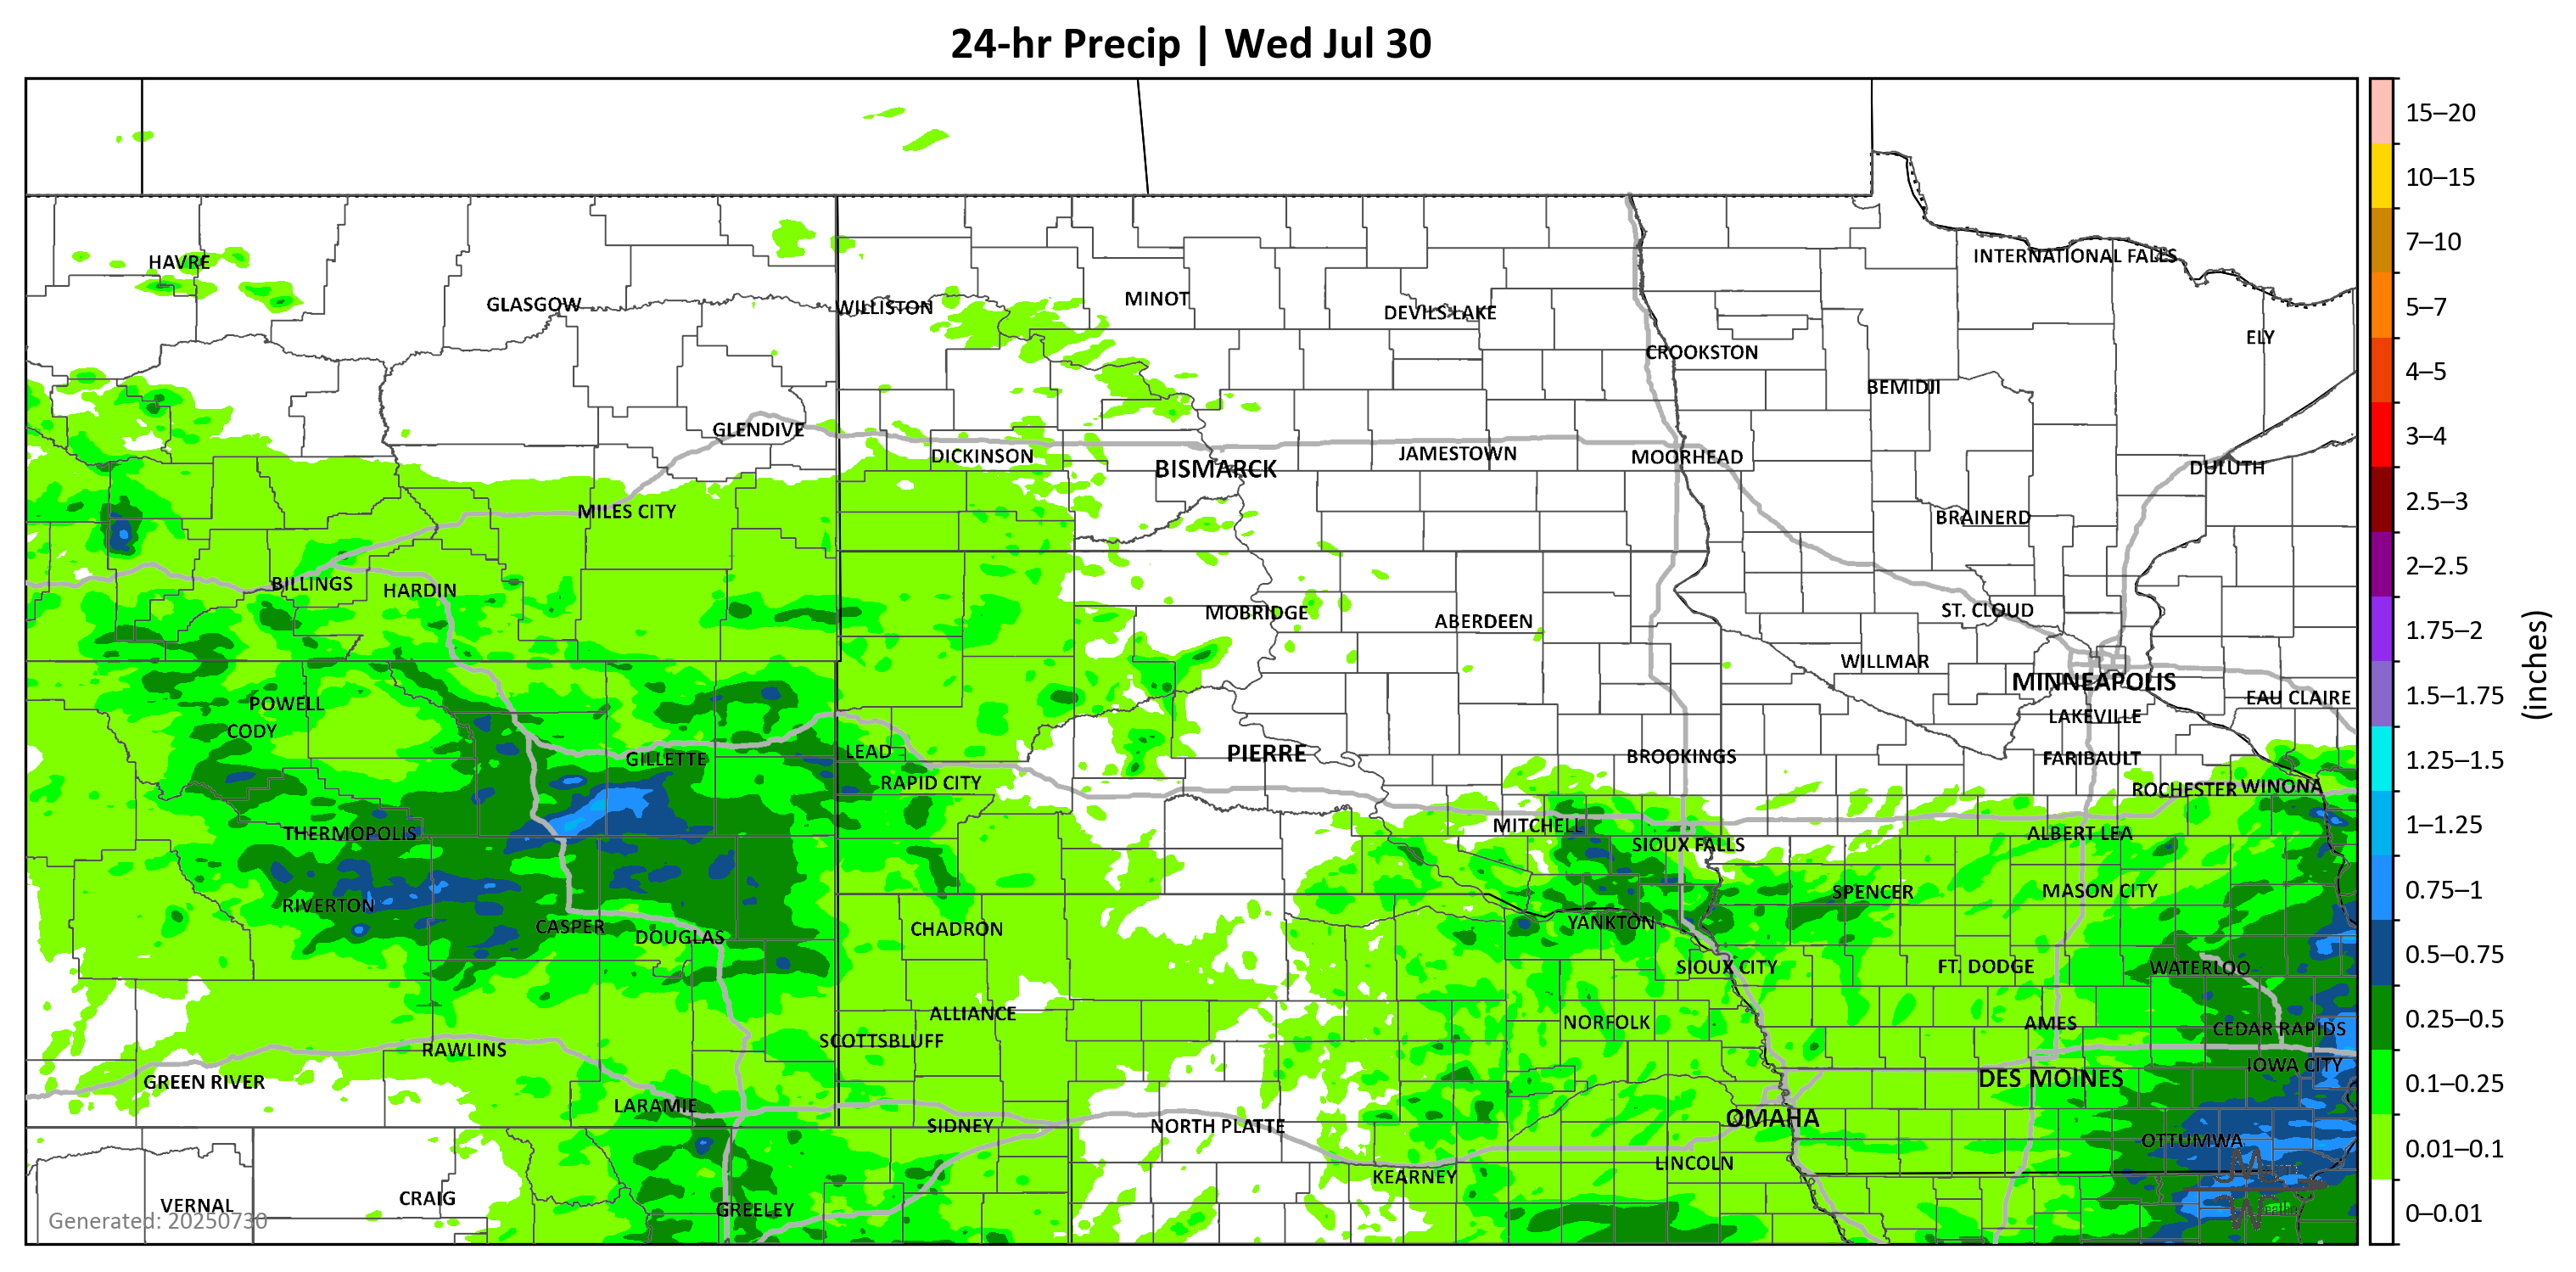 24-hr Precip | Wed Jul 30
15–20
10–15
7–10
5–7
4–5
3–4
2.5–3
2–2.5
1.75–2
1.5–1.75
1.25–1.5
1–1.25
0.75–1
0.5–0.75
0.25–0.5
0.1–0.25
0.01–0.1
0–0.01
(inches)
HAVRE
INTERNATIONAL FALLS
GLASGOW
WILLISTON
MINOT
DEVILS LAKE
ELY
CROOKSTON
BEMIDJI
GLENDIVE
DICKINSON
BISMARCK
JAMESTOWN
MOORHEAD
DULUTH
MILES CITY
BRAINERD
BILLINGS
HARDIN
MOBRIDGE
ABERDEEN
ST. CLOUD
WILLMAR
MINNEAPOLIS
POWELL
EAU CLAIRE
CODY
LAKEVILLE
GILLETTE
LEAD
PIERRE
BROOKINGS
FARIBAULT
RAPID CITY
ROCHESTER
WINONA
THERMOPOLIS
MITCHELL
ALBERT LEA
SIOUX FALLS
RIVERTON
SPENCER
MASON CITY
CASPER
DOUGLAS
CHADRON
YANKTON
SIOUX CITY
FT. DODGE
WATERLOO
ALLIANCE
NORFOLK
AMES
CEDAR RAPIDS
RAWLINS
SCOTTSBLUFF
IOWA CITY
GREEN RIVER
DES MOINES
LARAMIE
SIDNEY
NORTH PLATTE
OMAHA
OTTUMWA
LINCOLN
KEARNEY
VERNAL
CRAIG
GREELEY
Generated: 20250730